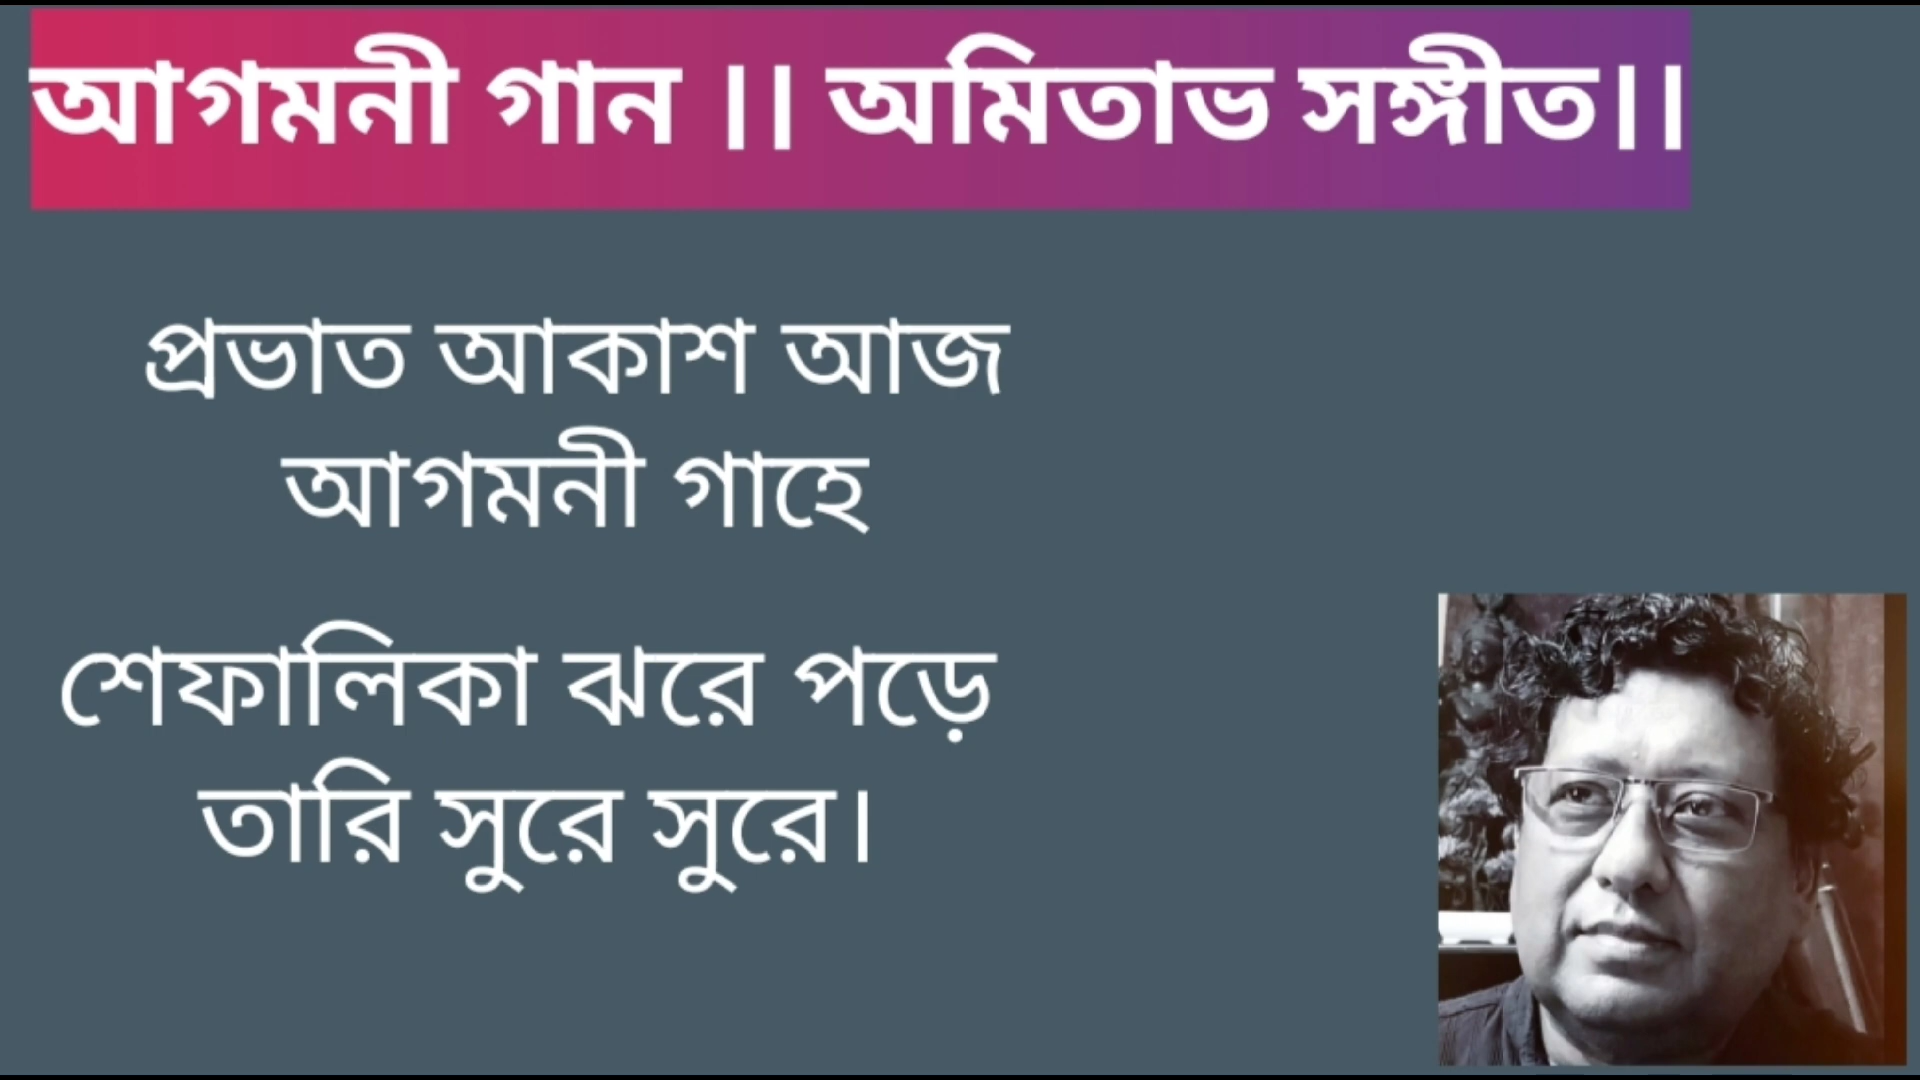 আগমনী গান ।। অমিতাভ সঙ্গীত।।
প্রভাত আকাশ আজ
আগমনী গাহে
শেফালিকা ঝরে পড়ে
তারি সুরে সুরে।